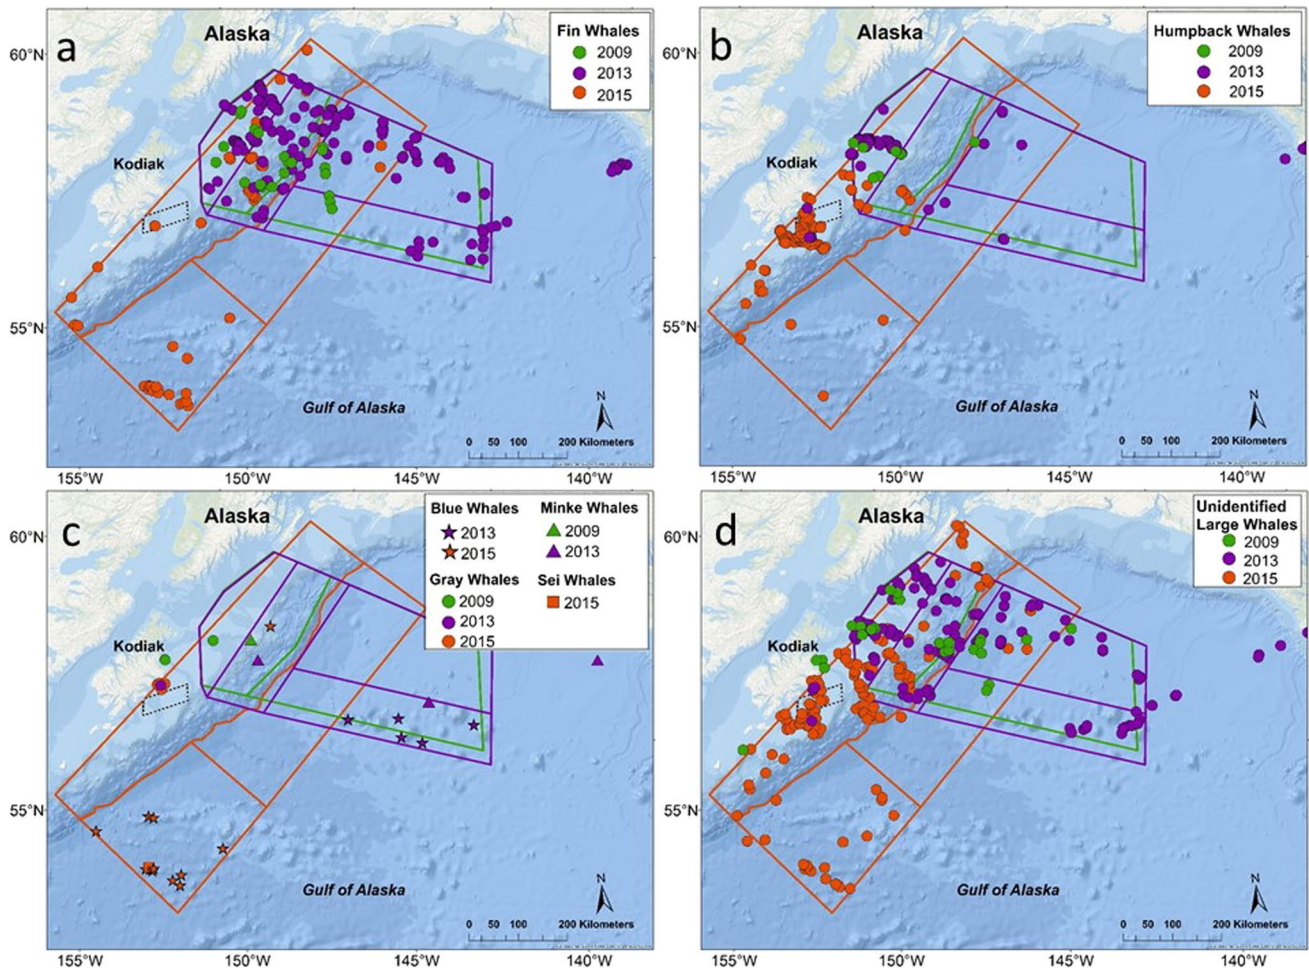 a
Alaska
Fin Whales
2009
2013
2015
60°N
Kodiak
55°N
Gulf of Alaska
N
0 50 100 200 Kilometers
155°W 150°W 145°W 140°W
b
Alaska
Humpback Whales
2009
2013
2015
60°N
Kodiak
55°N
Gulf of Alaska
N
0 50 100 200 Kilometers
155°W 150°W 145°W 140°W
c
Alaska
Blue Whales
2013
2015
Minke Whales
2009
2013
Gray Whales
2009
2013
2015
Sei Whales
2015
60°N
Kodiak
55°N
Gulf of Alaska
N
0 50 100 200 Kilometers
155°W 150°W 145°W 140°W
d
Alaska
Unidentified
Large Whales
2009
2013
2015
60°N
Kodiak
55°N
Gulf of Alaska
N
0 50 100 200 Kilometers
155°W 150°W 145°W 140°W